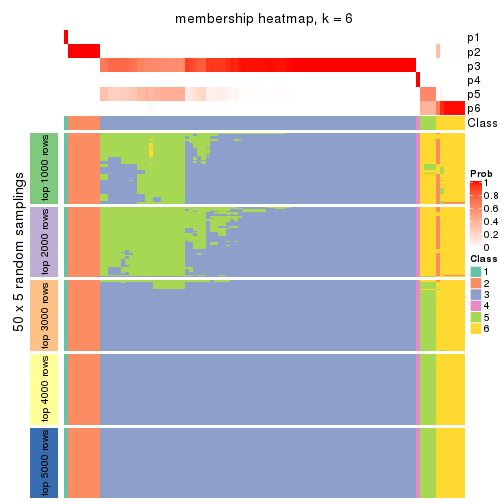 membership heatmap, k = 6
p1
p2
p3
p4
p5
p6
Class
50 x 5 random samplings
top 1000 rows
top 2000 rows
top 3000 rows
top 4000 rows
top 5000 rows
Prob
1
0.8
0.6
0.4
0.2
0
Class
1
2
3
4
5
6